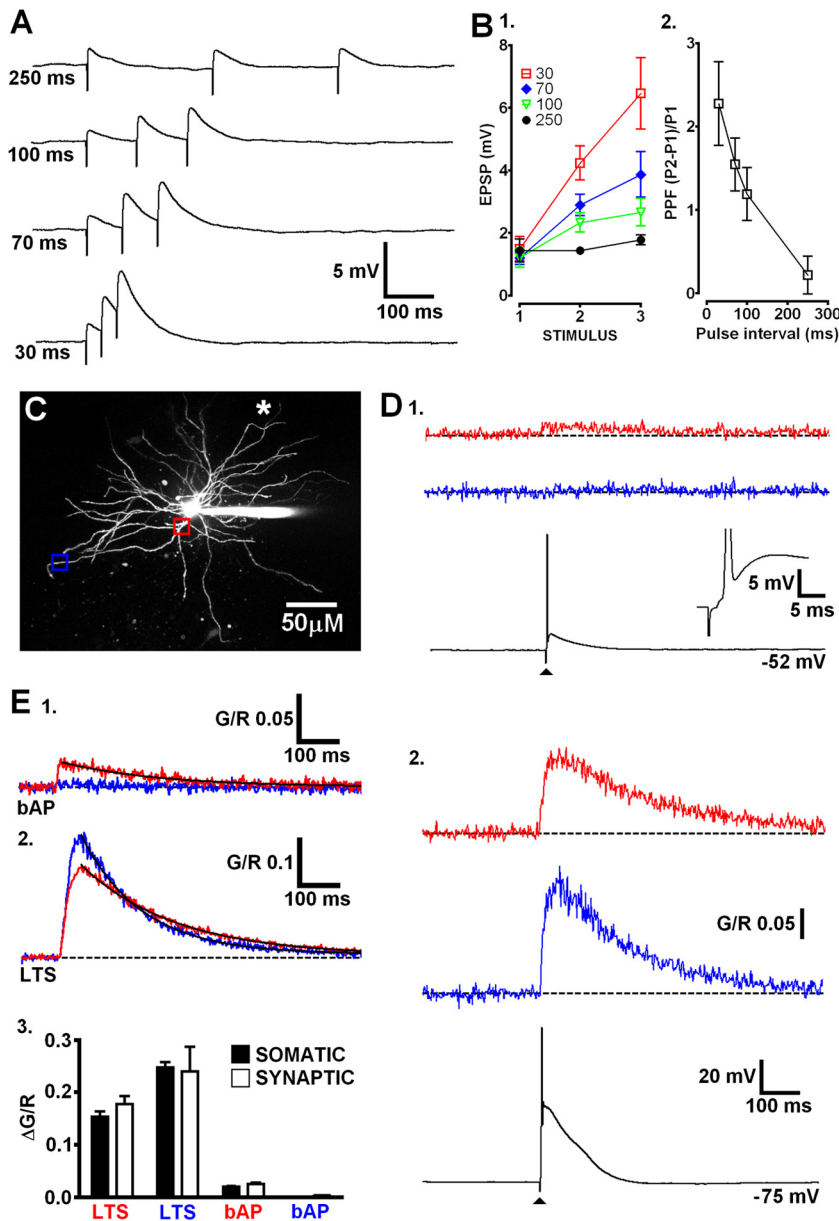 A
250 ms
100 ms
70 ms
30 ms
5 mV
100 ms
B 1.
8
6
4
2
0
EPSP (mV)
30
70
100
250
1 2 3
STIMULUS
2.
3
2
1
0
PPF (P2-P1)/P1
0 100 200 300
Pulse interval (ms)
C
*
50μM
D 1.
5 mV
5 ms
-52 mV
2.
G/R 0.05
20 mV
100 ms
-75 mV
E 1.
G/R 0.05
100 ms
bAP
2.
G/R 0.1
LTS
3.
0.3
0.2
0.1
0.0
ΔG/R
SOMATIC
SYNAPTIC
LTS LTS bAP bAP